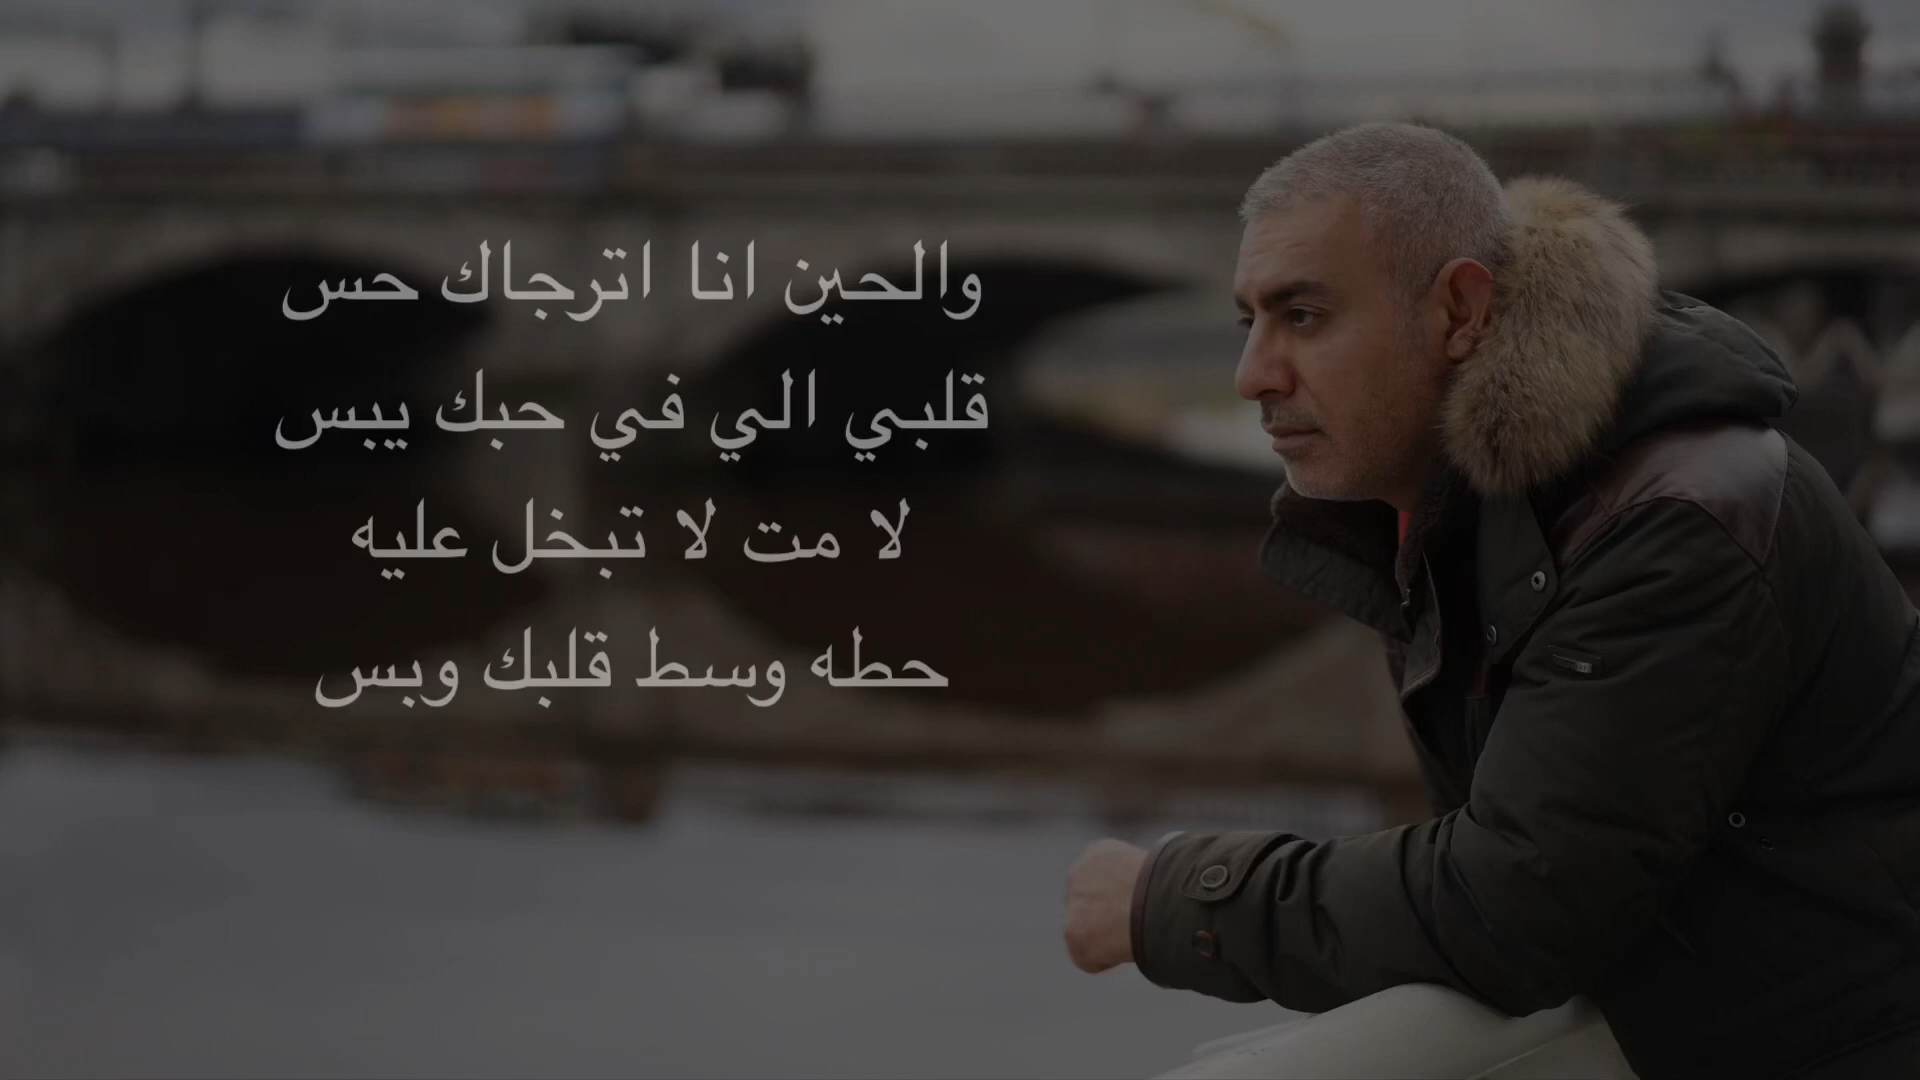 والحين انا اترجاك حس
قلبي الي في حبك يبس
لا مت لا تبخل عليه
حطه وسط قلبك وبس